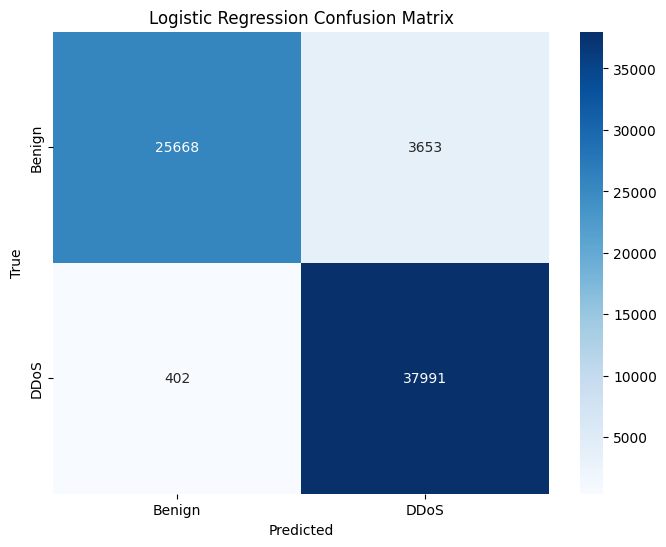 Logistic Regression Confusion Matrix
True
Benign
25668
3653
DDoS
402
37991
Benign
DDoS
Predicted
35000
30000
25000
20000
15000
10000
5000